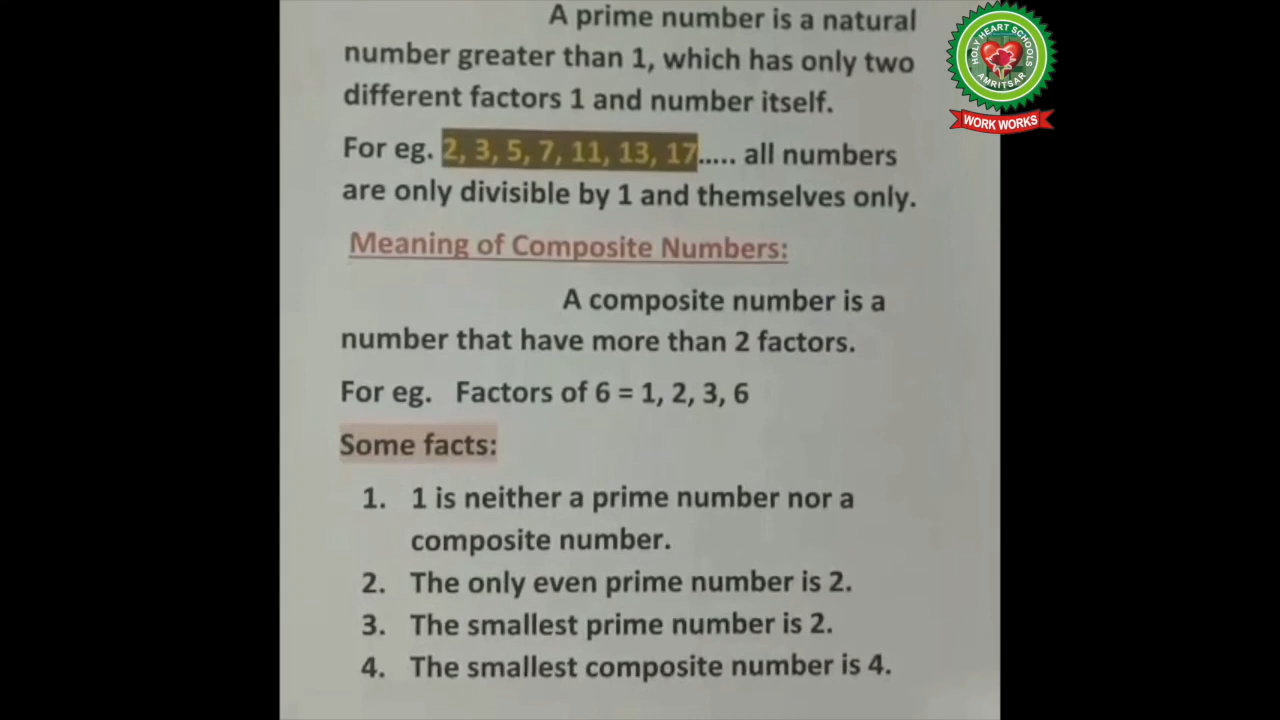 A prime number is a natural
number greater than 1, which has only two
different factors 1 and number itself.
For eg. 2, 3, 5, 7, 11, 13, 17..... all numbers
are only divisible by 1 and themselves only.
Meaning of Composite Numbers:
A composite number is a
number that have more than 2 factors.
For eg. Factors of 6 = 1, 2, 3, 6
Some facts:
1. 1 is neither a prime number nor a
composite number.
2. The only even prime number is 2.
3. The smallest prime number is 2.
4. The smallest composite number is 4.
HOLY HEART SCHOOLS
AMRITSAR
WORK WORKS